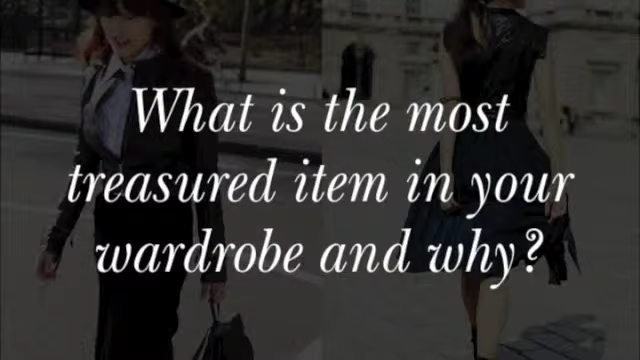 What is the most
treasured item in your
wardrobe and why?